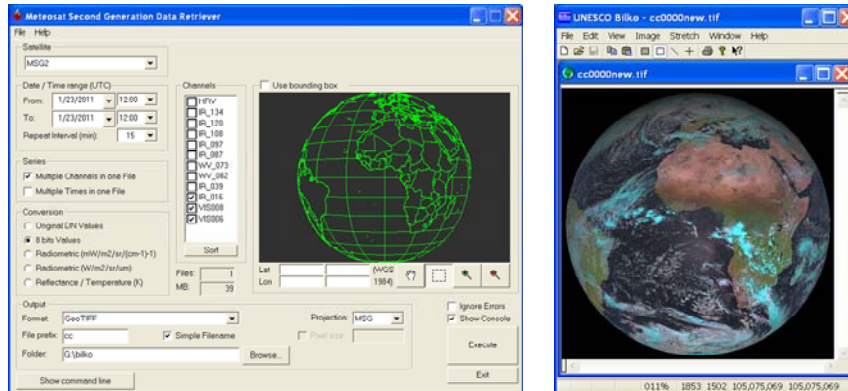 Meteosat Second Generation Data Retriever
File Help
Satellite
MSG2
Date / Time range (UTC)
From: 1/23/2011 12:00
To: 1/23/2011 12:00
Repeat Interval (min): 15
Series
Multiple Channels in one File
Multiple Times in one File
Conversion
Original DN Values
8 bits Values
Radiometric (mW/m2/sr/(cm-1)-1)
Radiometric (W/m2/sr/um)
Reflectance / Temperature (K)
Channels
HRV
IR_134
IR_120
IR_108
IR_097
IR_087
WV_073
WV_062
IR_039
IR_016
VIS008
VIS006
Sort
Files: 1
MB: 39
Use bounding box
Lat
Lon
(WGS
1984)
Output
Format: GeoTIFF
Projection: MSG
File prefix: cc
Simple Filename
Pixel size:
Folder: G:\bilko
Browse...
Ignore Errors
Show Console
Execute
Exit
Show command line
UNESCO Bilko - cc0000new.tif
File Edit View Image Stretch Window Help
cc0000new.tif
011% 1853 1502 105,075,069 105,075,069